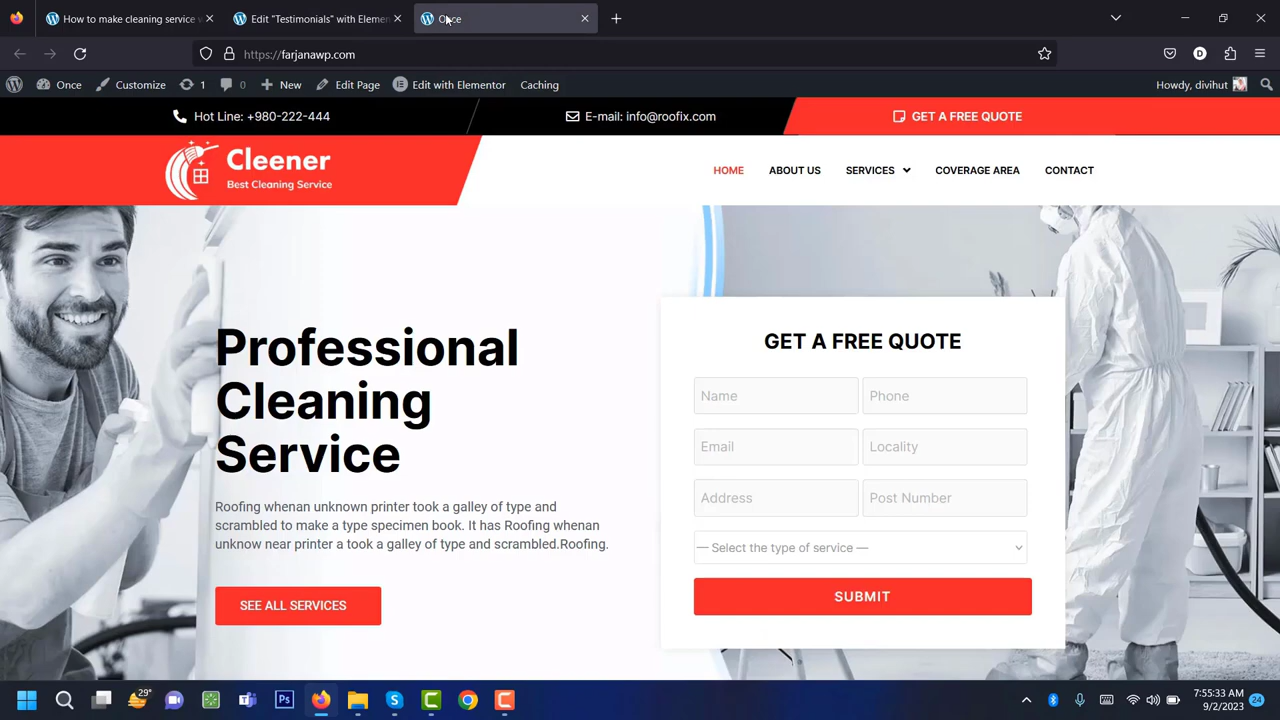 How to make cleaning service w
Edit "Testimonials" with Elemen
Once
https://farjanawp.com
Once
Customize
1
0
New
Edit Page
Edit with Elementor
Caching
Howdy, divihut
Hot Line: +980-222-444
E-mail: info@roofix.com
GET A FREE QUOTE
Cleener
Best Cleaning Service
HOME
ABOUT US
SERVICES
COVERAGE AREA
CONTACT
Professional
Cleaning
Service
Roofing whenan unknown printer took a galley of type and
scrambled to make a type specimen book. It has Roofing whenan
unknow near printer a took a galley of type and scrambled.Roofing.
SEE ALL SERVICES
GET A FREE QUOTE
Name
Phone
Email
Locality
Address
Post Number
— Select the type of service —
SUBMIT
29°
Ps
7:55:33 AM
9/2/2023
24